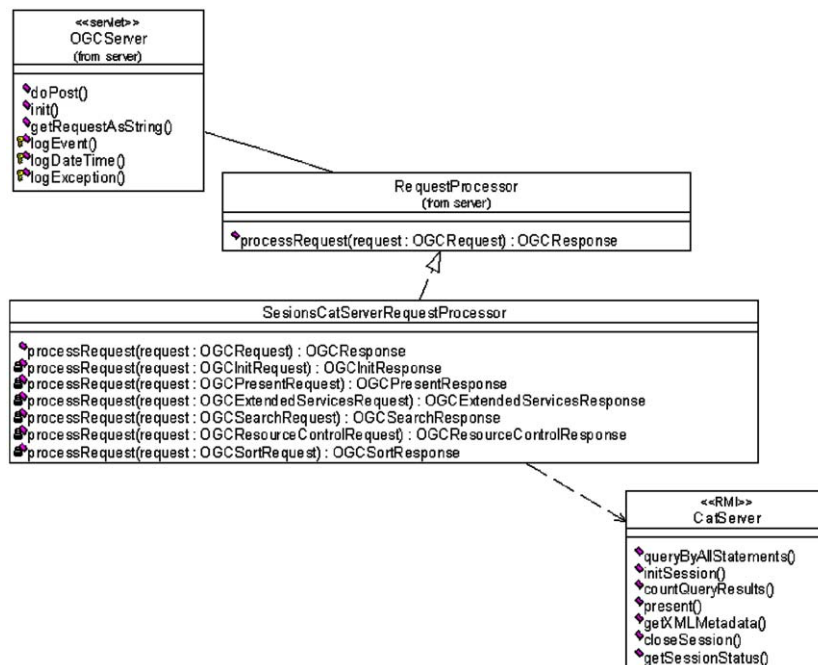 <<servlet>>
OGCServer
(from server)
doPost()
init()
getRequestAsString()
logEvent()
logDateTime()
logException()
RequestProcessor
(from server)
processRequest(request : OGCRequest) : OGCResponse
SesionsCatServerRequestProcessor
processRequest(request : OGCRequest) : OGCResponse
processRequest(request : OGCInitRequest) : OGCInitResponse
processRequest(request : OGCPresentRequest) : OGCPresentResponse
processRequest(request : OGCExtendedServicesRequest) : OGCExtendedServicesResponse
processRequest(request : OGCSearchRequest) : OGCSearchResponse
processRequest(request : OGCResourceControlRequest) : OGCResourceControlResponse
processRequest(request : OGCSortRequest) : OGCSortResponse
<<RMI>>
CatServer
queryByAllStatements()
initSession()
countQueryResults()
present()
getXMLMetadata()
closeSession()
getSessionStatus()